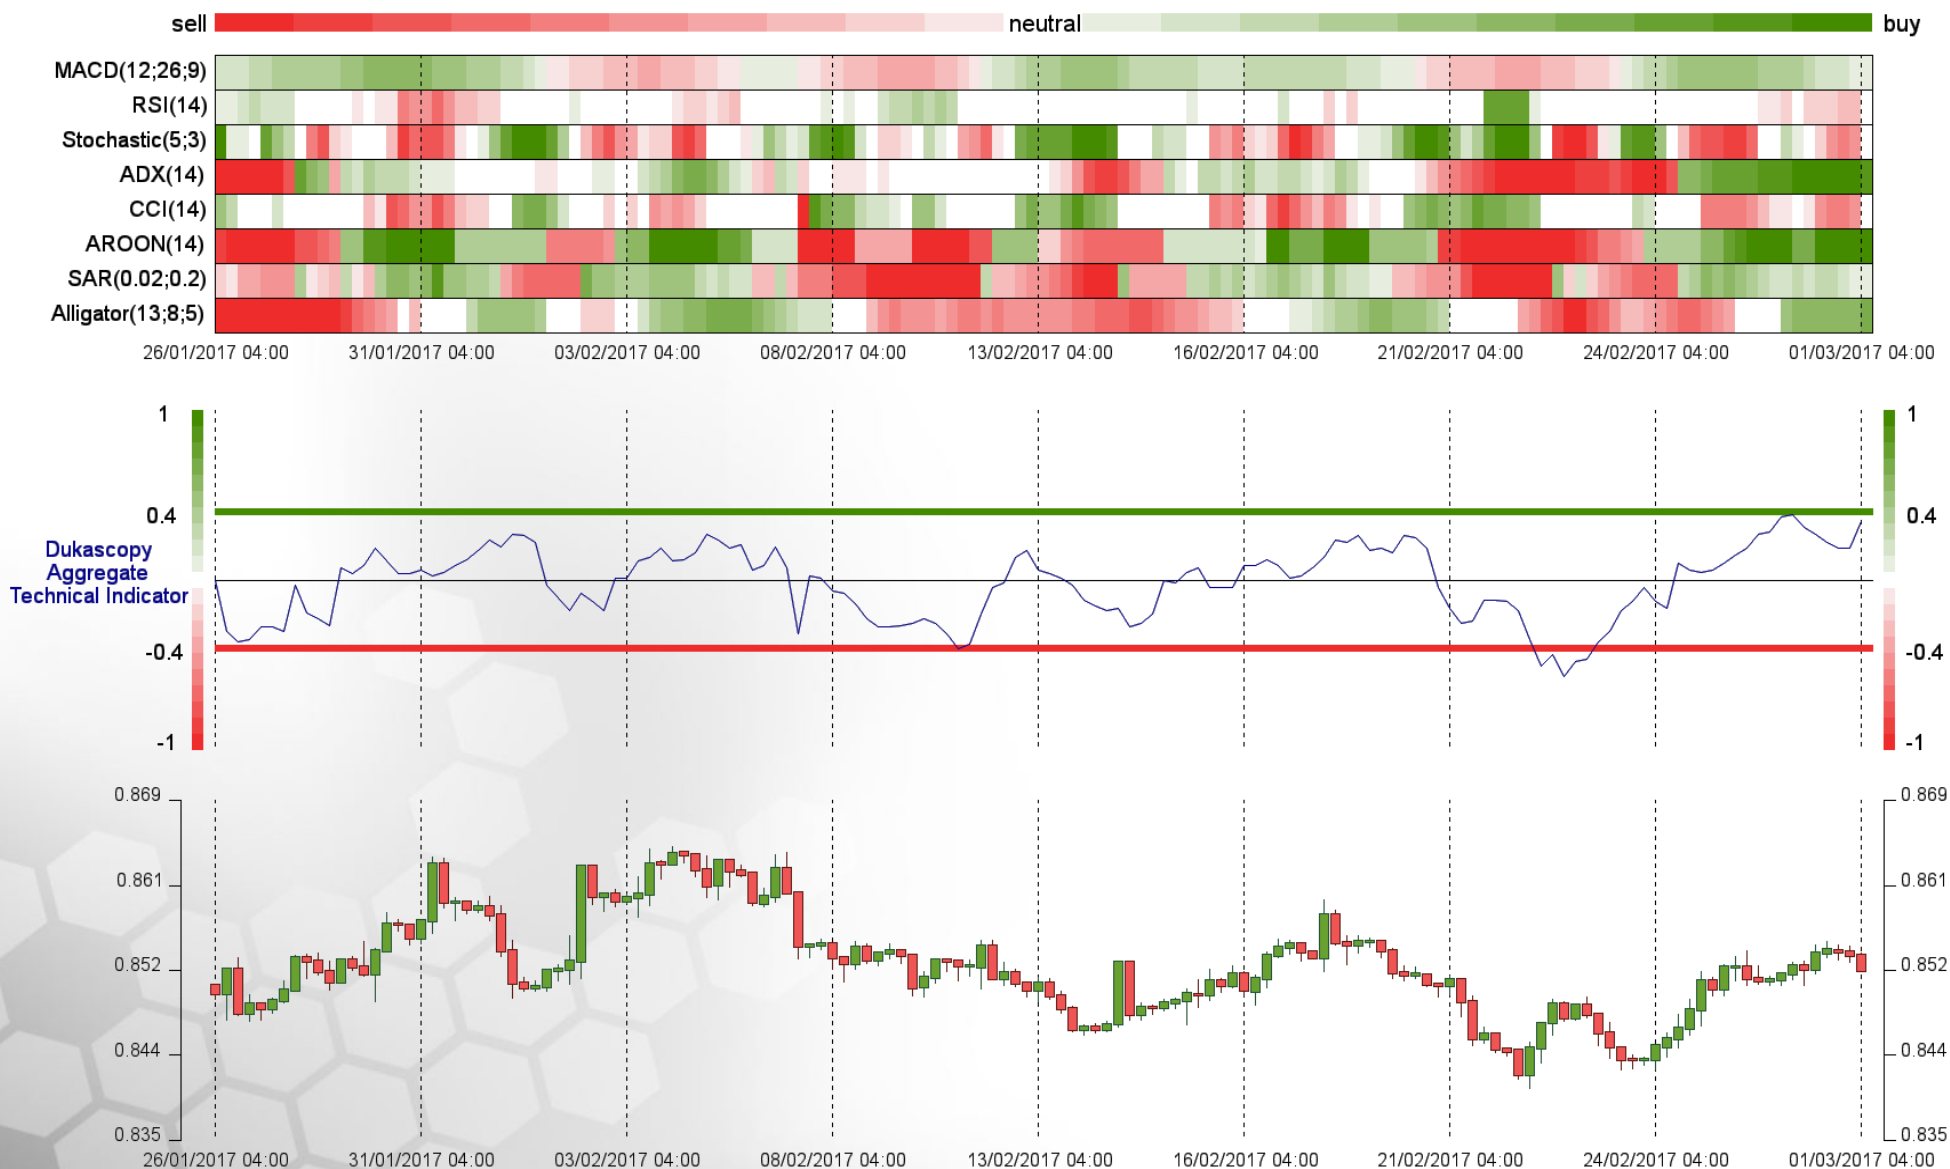 sell neutral buy
MACD(12;26;9)
RSI(14)
Stochastic(5;3)
ADX(14)
CCI(14)
AROON(14)
SAR(0.02;0.2)
Alligator(13;8;5)
26/01/2017 04:00 31/01/2017 04:00 03/02/2017 04:00 08/02/2017 04:00 13/02/2017 04:00 16/02/2017 04:00 21/02/2017 04:00 24/02/2017 04:00 01/03/2017 04:00
1 1
0.4 0.4
Dukascopy
Aggregate
Technical Indicator
-0.4 -0.4
-1 -1
0.869 0.869
0.861 0.861
0.852 0.852
0.844 0.844
0.835 0.835
26/01/2017 04:00 31/01/2017 04:00 03/02/2017 04:00 08/02/2017 04:00 13/02/2017 04:00 16/02/2017 04:00 21/02/2017 04:00 24/02/2017 04:00 01/03/2017 04:00